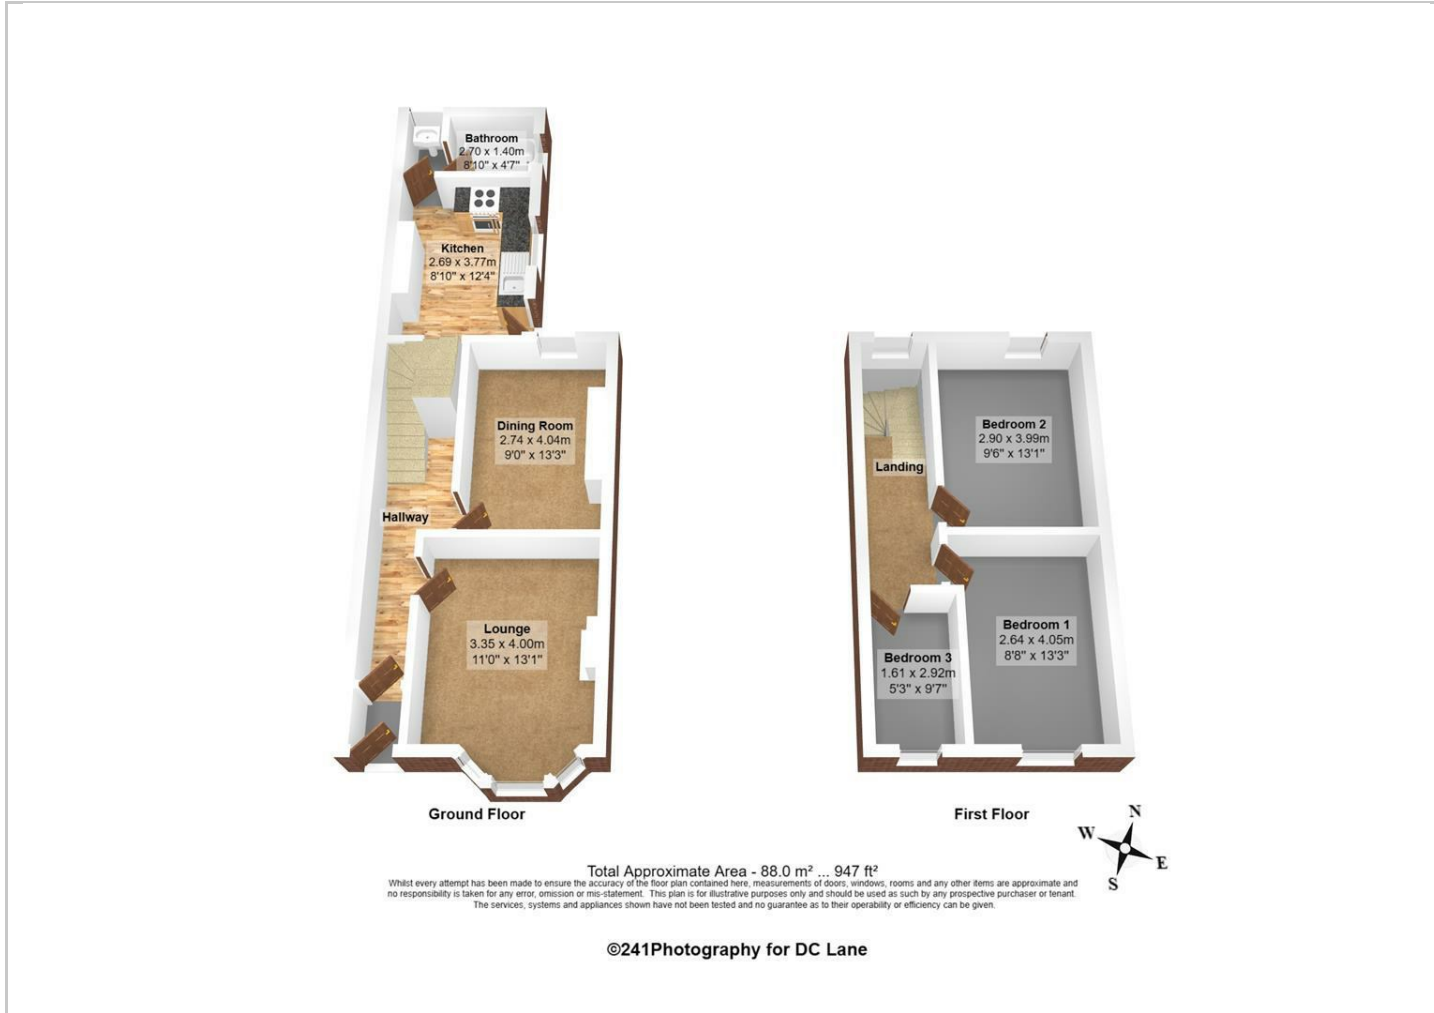 Bathroom
2.70 x 1.40m
8'10" x 4'7"
Kitchen
2.69 x 3.77m
8'10" x 12'4"
Dining Room
2.74 x 4.04m
9'0" x 13'3"
Hallway
Lounge
3.35 x 4.00m
11'0" x 13'1"
Ground Floor
Bedroom 2
2.90 x 3.99m
9'6" x 13'1"
Landing
Bedroom 1
2.64 x 4.05m
8'8" x 13'3"
Bedroom 3
1.61 x 2.92m
5'3" x 9'7"
First Floor
N
W
E
S
Total Approximate Area - 88.0 m² ... 947 ft²
Whilst every attempt has been made to ensure the accuracy of the floor plan contained here, measurements of doors, windows, rooms and any other items are approximate and
no responsibility is taken for any error, omission or mis-statement. This plan is for illustrative purposes only and should be used as such by any prospective purchaser or tenant.
The services, systems and appliances shown have not been tested and no guarantee as to their operability or efficiency can be given.
©241Photography for DC Lane